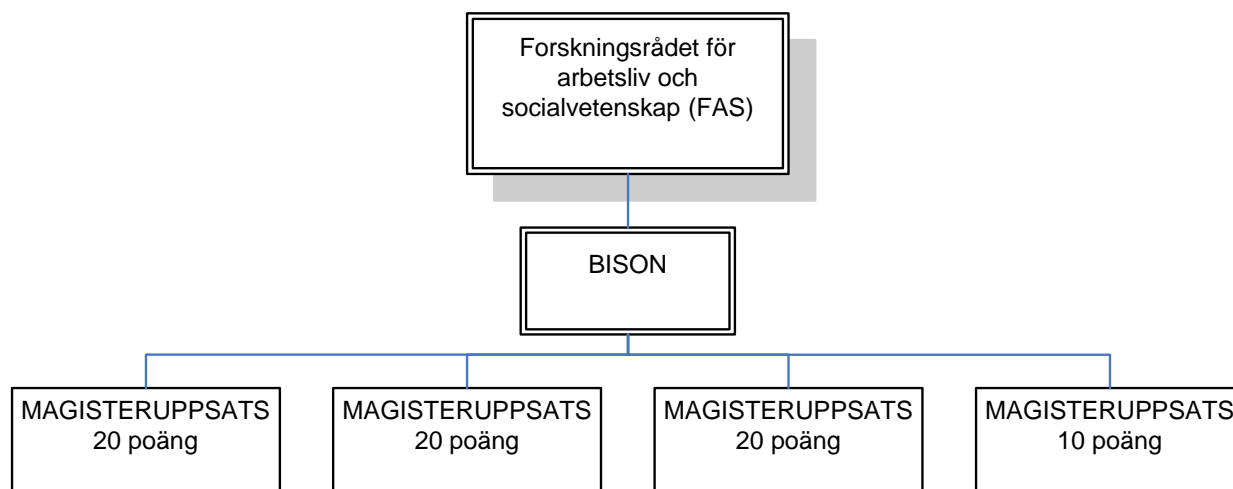 Forskningsrådet för
arbetsliv och
socialvetenskap (FAS)
BISON
MAGISTERUPPSATS
20 poäng
MAGISTERUPPSATS
20 poäng
MAGISTERUPPSATS
20 poäng
MAGISTERUPPSATS
10 poäng